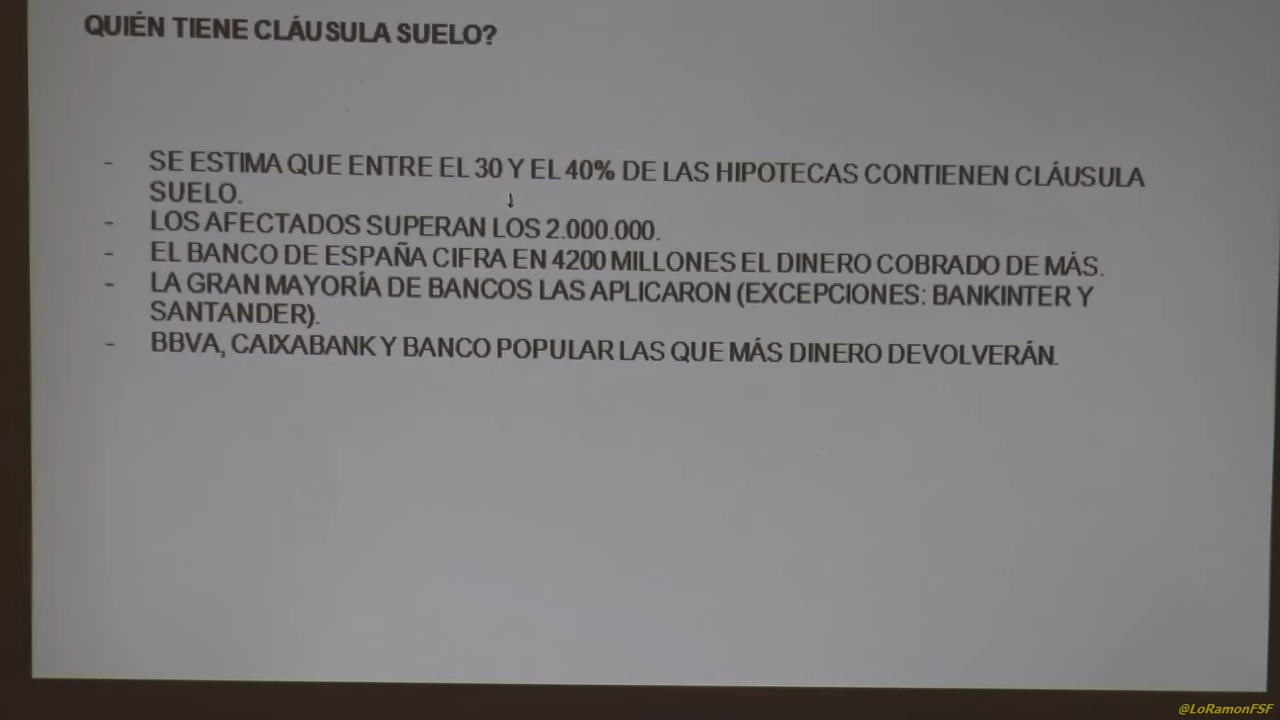 QUIÉN TIENE CLÁUSULA SUELO?
- SE ESTIMA QUE ENTRE EL 30 Y EL 40% DE LAS HIPOTECAS CONTIENEN CLÁUSULA
SUELO.
- LOS AFECTADOS SUPERAN LOS 2.000.000.
- EL BANCO DE ESPAÑA CIFRA EN 4200 MILLONES EL DINERO COBRADO DE MÁS.
- LA GRAN MAYORÍA DE BANCOS LAS APLICARON (EXCEPCIONES: BANKINTER Y
SANTANDER).
- BBVA, CAIXABANK Y BANCO POPULAR LAS QUE MÁS DINERO DEVOLVERÁN.
@LoRamonFSF